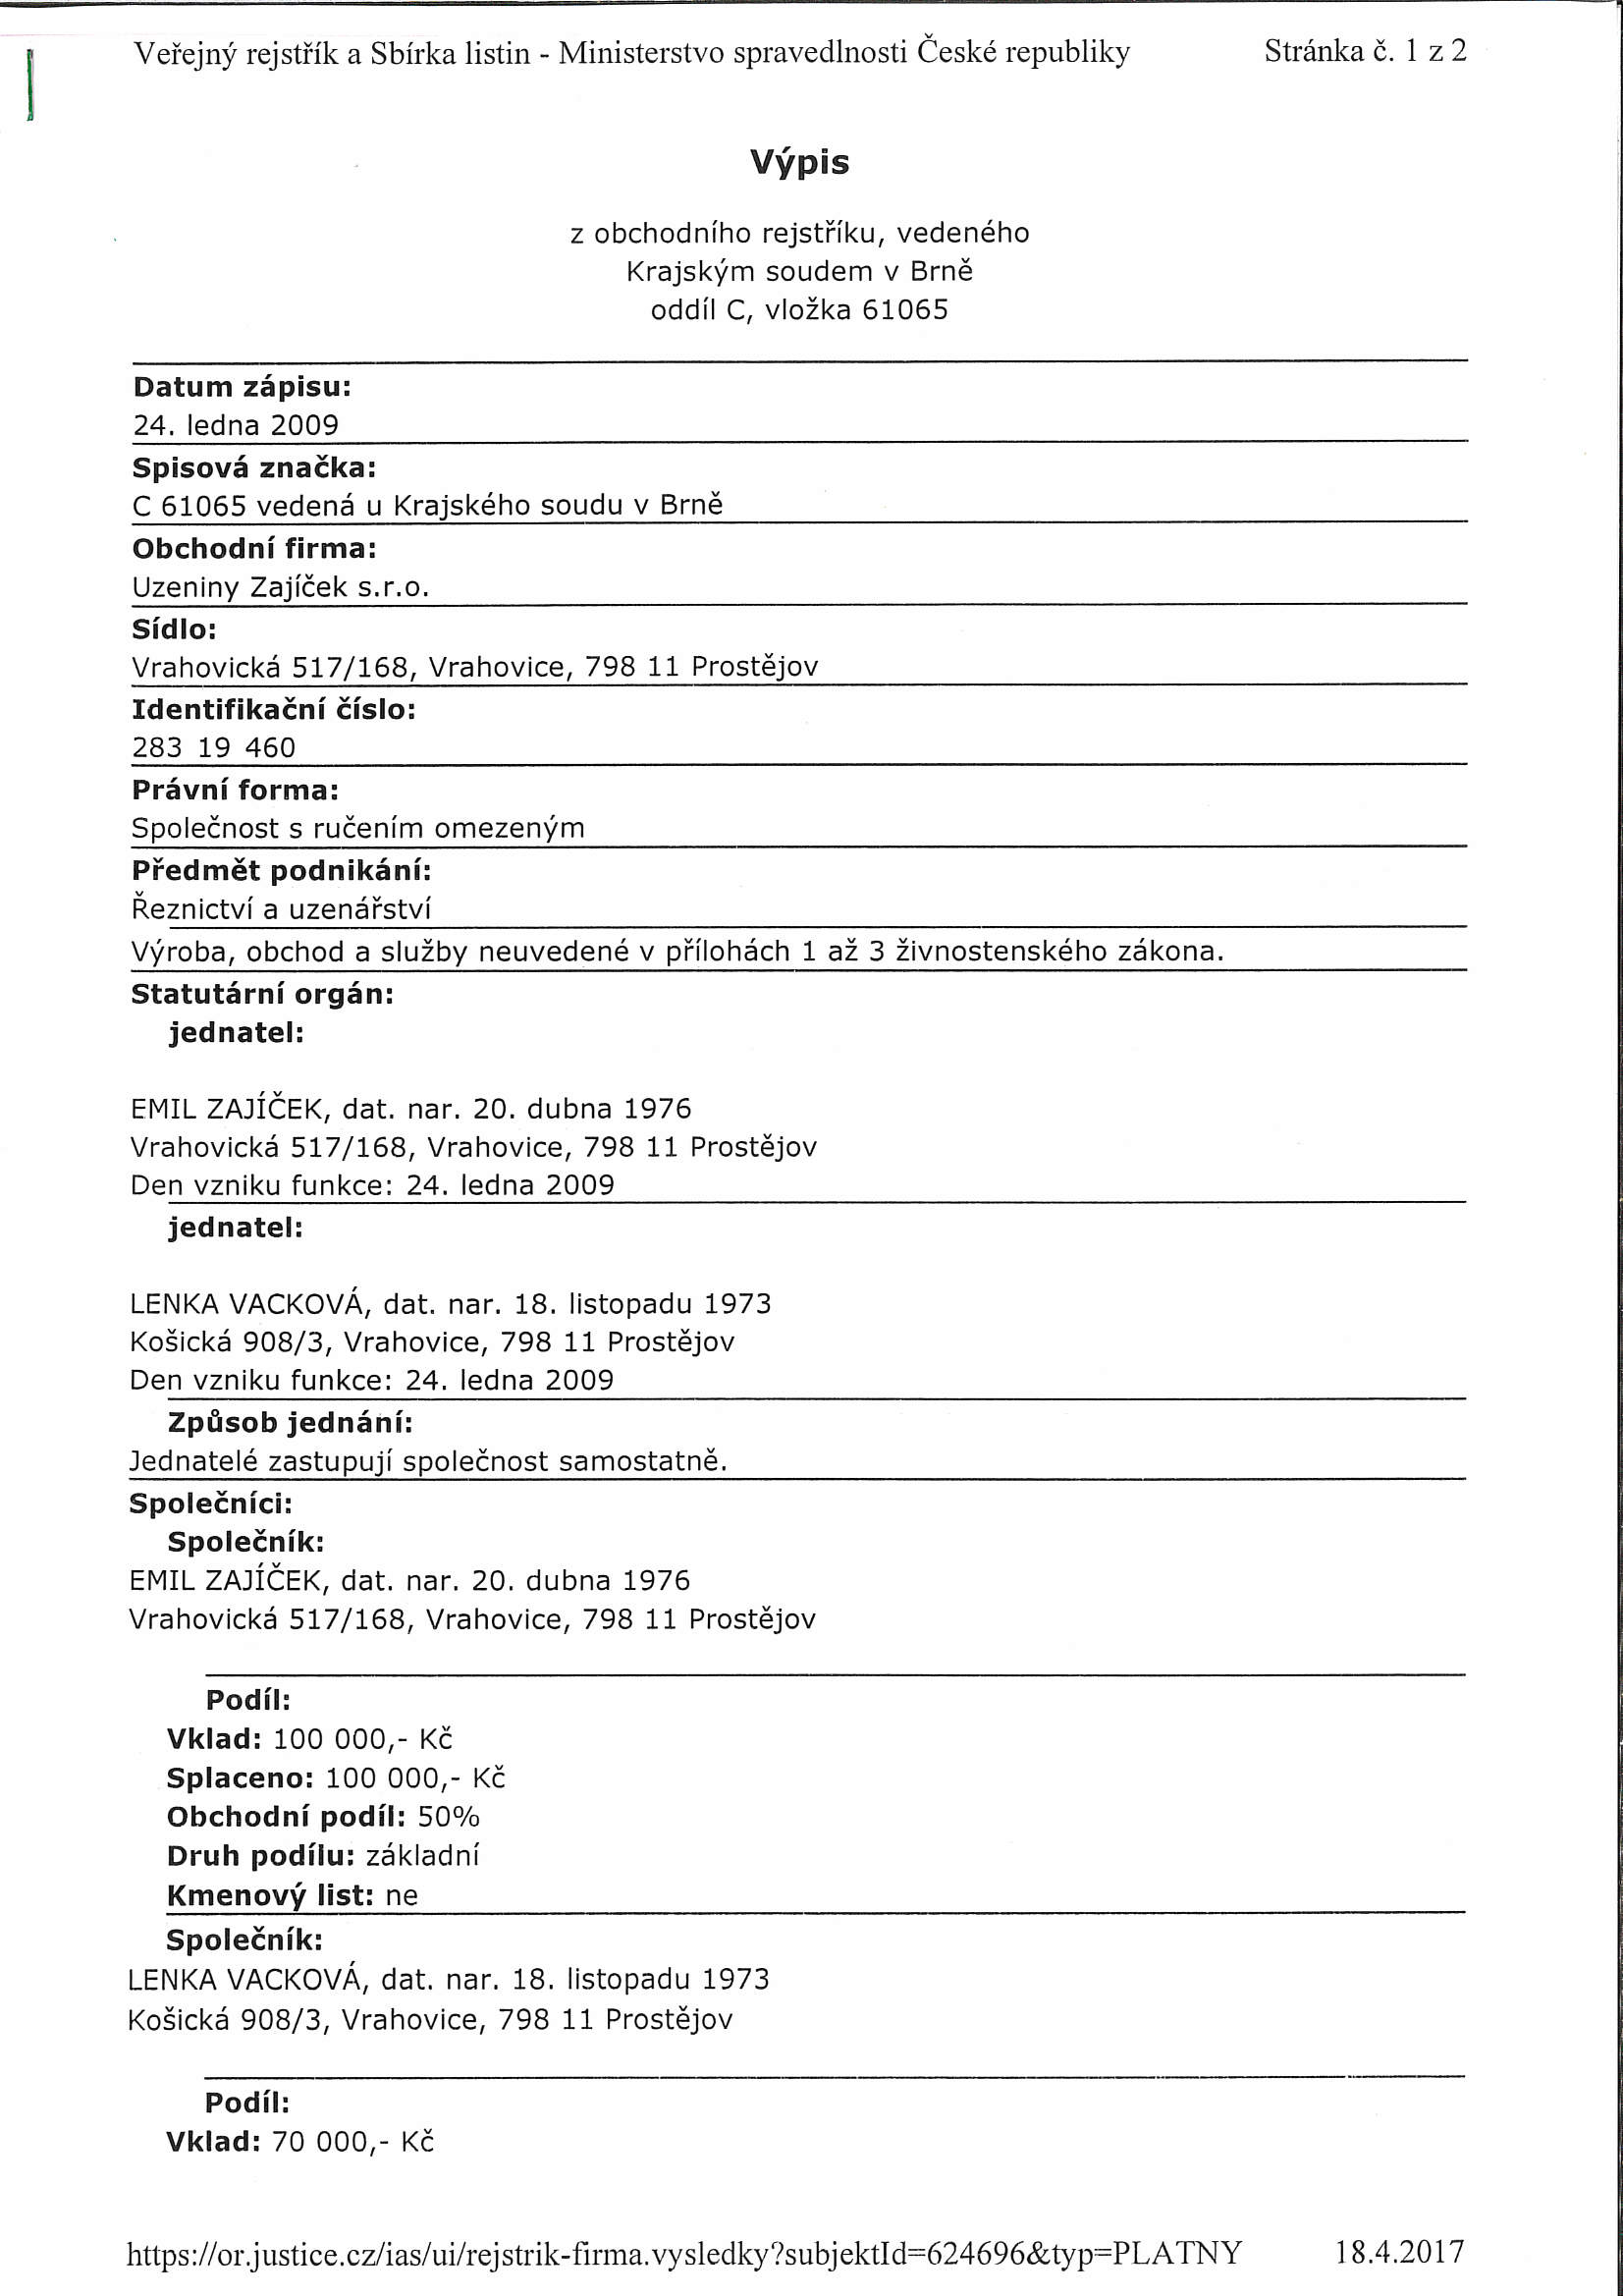 Veřejný rejstřík a Sbírka listin - Ministerstvo spravedlnosti České republiky Stránka č. 1 z 2
Výpis
z obchodního rejstříku, vedeného
Krajským soudem v Brně
oddíl C, vložka 61065
Datum zápisu:
24. ledna 2009
Spisová značka:
C 61065 vedená u Krajského soudu v Brně
Obchodní firma:
Uzeniny Zajíček s.r.o.
Sídlo:
Vrahovická 517/168, Vrahovice, 798 11 Prostějov
Identifikační číslo:
283 19 460
Právní forma:
Společnost s ručením omezeným
Předmět podnikání:
Řeznictví a uzenářství
Výroba, obchod a služby neuvedené v přílohách 1 až 3 živnostenského zákona.
Statutární orgán:
jednatel:
EMIL ZAJÍČEK, dat. nar. 20. dubna 1976
Vrahovická 517/168, Vrahovice, 798 11 Prostějov
Den vzniku funkce: 24. ledna 2009
jednatel:
LENKA VACKOVÁ, dat. nar. 18. listopadu 1973
Košická 908/3, Vrahovice, 798 11 Prostějov
Den vzniku funkce: 24. ledna 2009
Způsob jednání:
Jednatelé zastupují společnost samostatně.
Společníci:
Společník:
EMIL ZAJÍČEK, dat. nar. 20. dubna 1976
Vrahovická 517/168, Vrahovice, 798 11 Prostějov
Podíl:
Vklad: 100 000,- Kč
Splaceno: 100 000,- Kč
Obchodní podíl: 50%
Druh podílu: základní
Kmenový list: ne
Společník:
LENKA VACKOVÁ, dat. nar. 18. listopadu 1973
Košická 908/3, Vrahovice, 798 11 Prostějov
Podíl:
Vklad: 70 000,- Kč
https://or.justice.cz/ias/ui/rejstrik-firma.vysledky?subjektId=624696&typ=PLATNY 18.4.2017